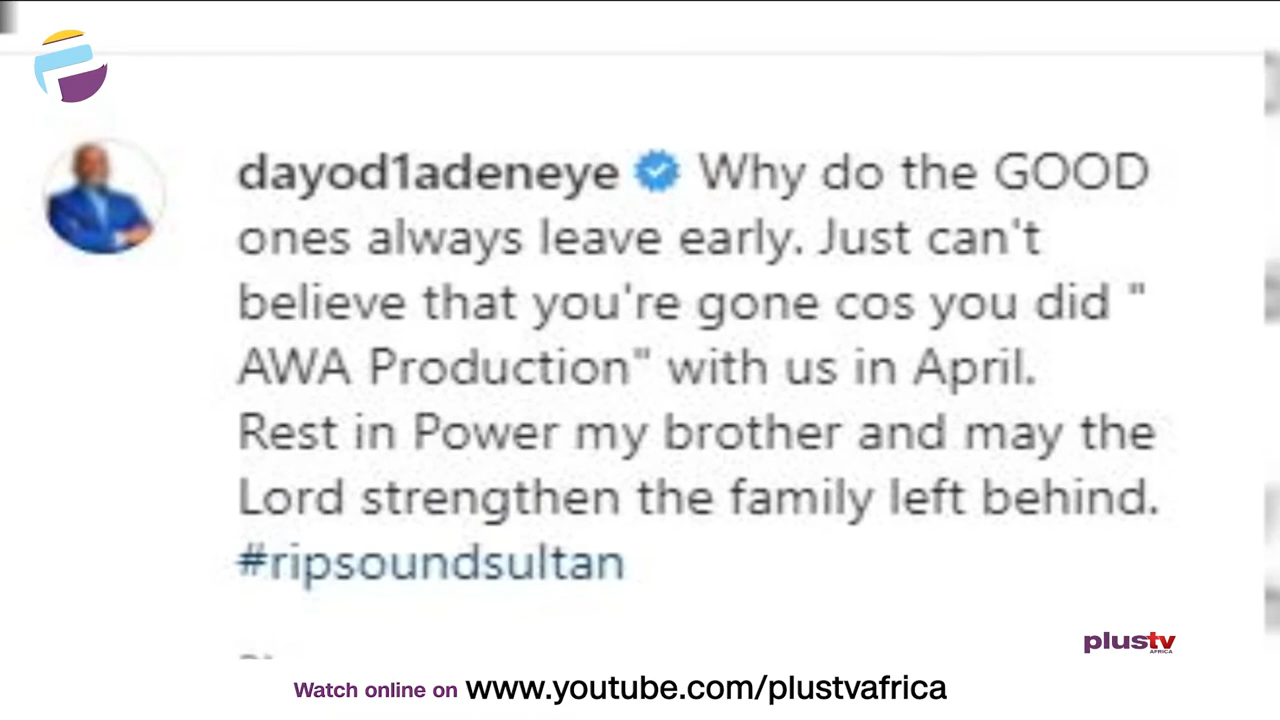 dayod1adeneye Why do the GOOD
ones always leave early. Just can't
believe that you're gone cos you did "
AWA Production" with us in April.
Rest in Power my brother and may the
Lord strengthen the family left behind.
#ripsoundsultan
plustv
AFRICA
Watch online on www.youtube.com/plustvafrica